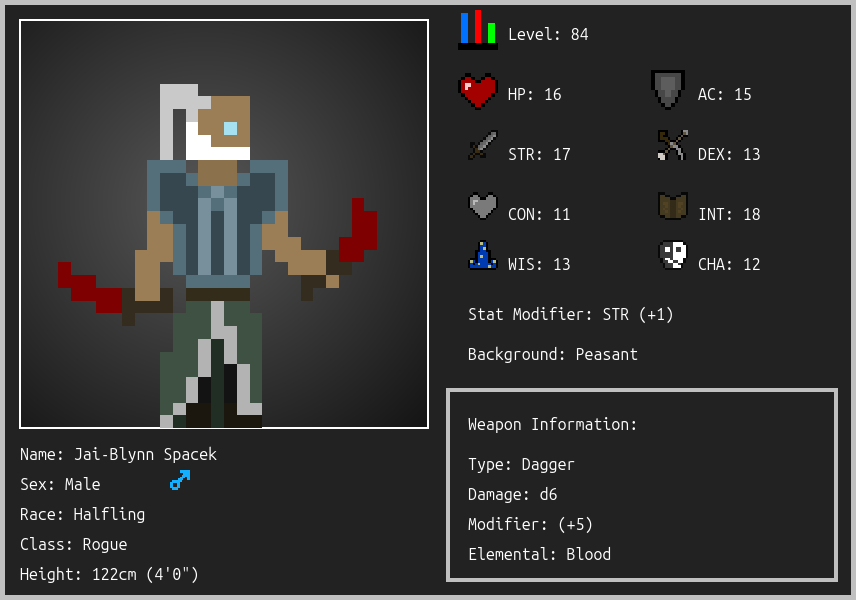 Level: 84
HP: 16
AC: 15
STR: 17
DEX: 13
CON: 11
INT: 18
WIS: 13
CHA: 12
Stat Modifier: STR (+1)
Background: Peasant
Weapon Information:
Type: Dagger
Damage: d6
Modifier: (+5)
Elemental: Blood
Name: Jai-Blynn Spacek
Sex: Male
Race: Halfling
Class: Rogue
Height: 122cm (4'0")